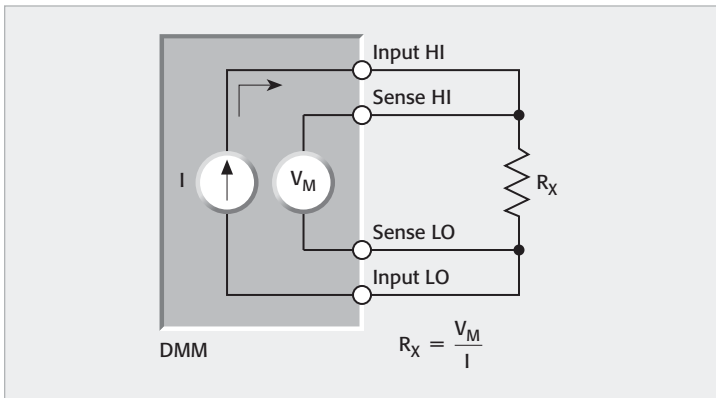 Input HI
Sense HI
I
V_M
R_X
Sense LO
Input LO
DMM
R_X = V_M / I